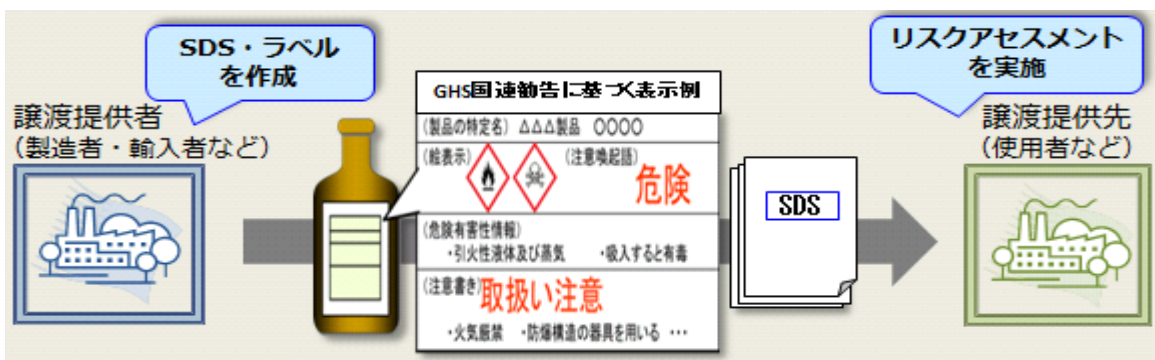 SDS・ラベル
を作成
譲渡提供者
（製造者・輸入者など）
GHS国連勧告に基づく表示例
（製品の特定名） △△△製品　○○○○
（絵表示）
（注意喚起語）
危険
（危険有害性情報）
・引火性液体及び蒸気　・吸入すると有毒
（注意書き）取扱い注意
・火気厳禁　・防爆構造の器具を用いる　…
SDS
リスクアセスメント
を実施
譲渡提供先
（使用者など）